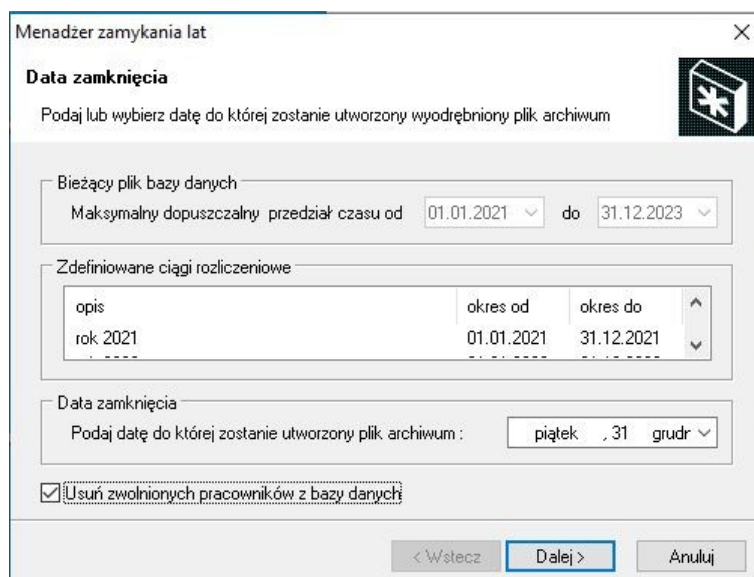 Menadżer zamykania lat
Data zamknięcia
Podaj lub wybierz datę do której zostanie utworzony wyodrębniony plik archiwum
Bieżący plik bazy danych
Maksymalny dopuszczalny przedział czasu od 01.01.2021 do 31.12.2023
Zdefiniowane ciągi rozliczeniowe
opis okres od okres do
rok 2021 01.01.2021 31.12.2021
Data zamknięcia
Podaj datę do której zostanie utworzony plik archiwum : piątek , 31 grudr
Usuń zwolnionych pracowników z bazy danych
< Wstecz Dalej > Anuluj